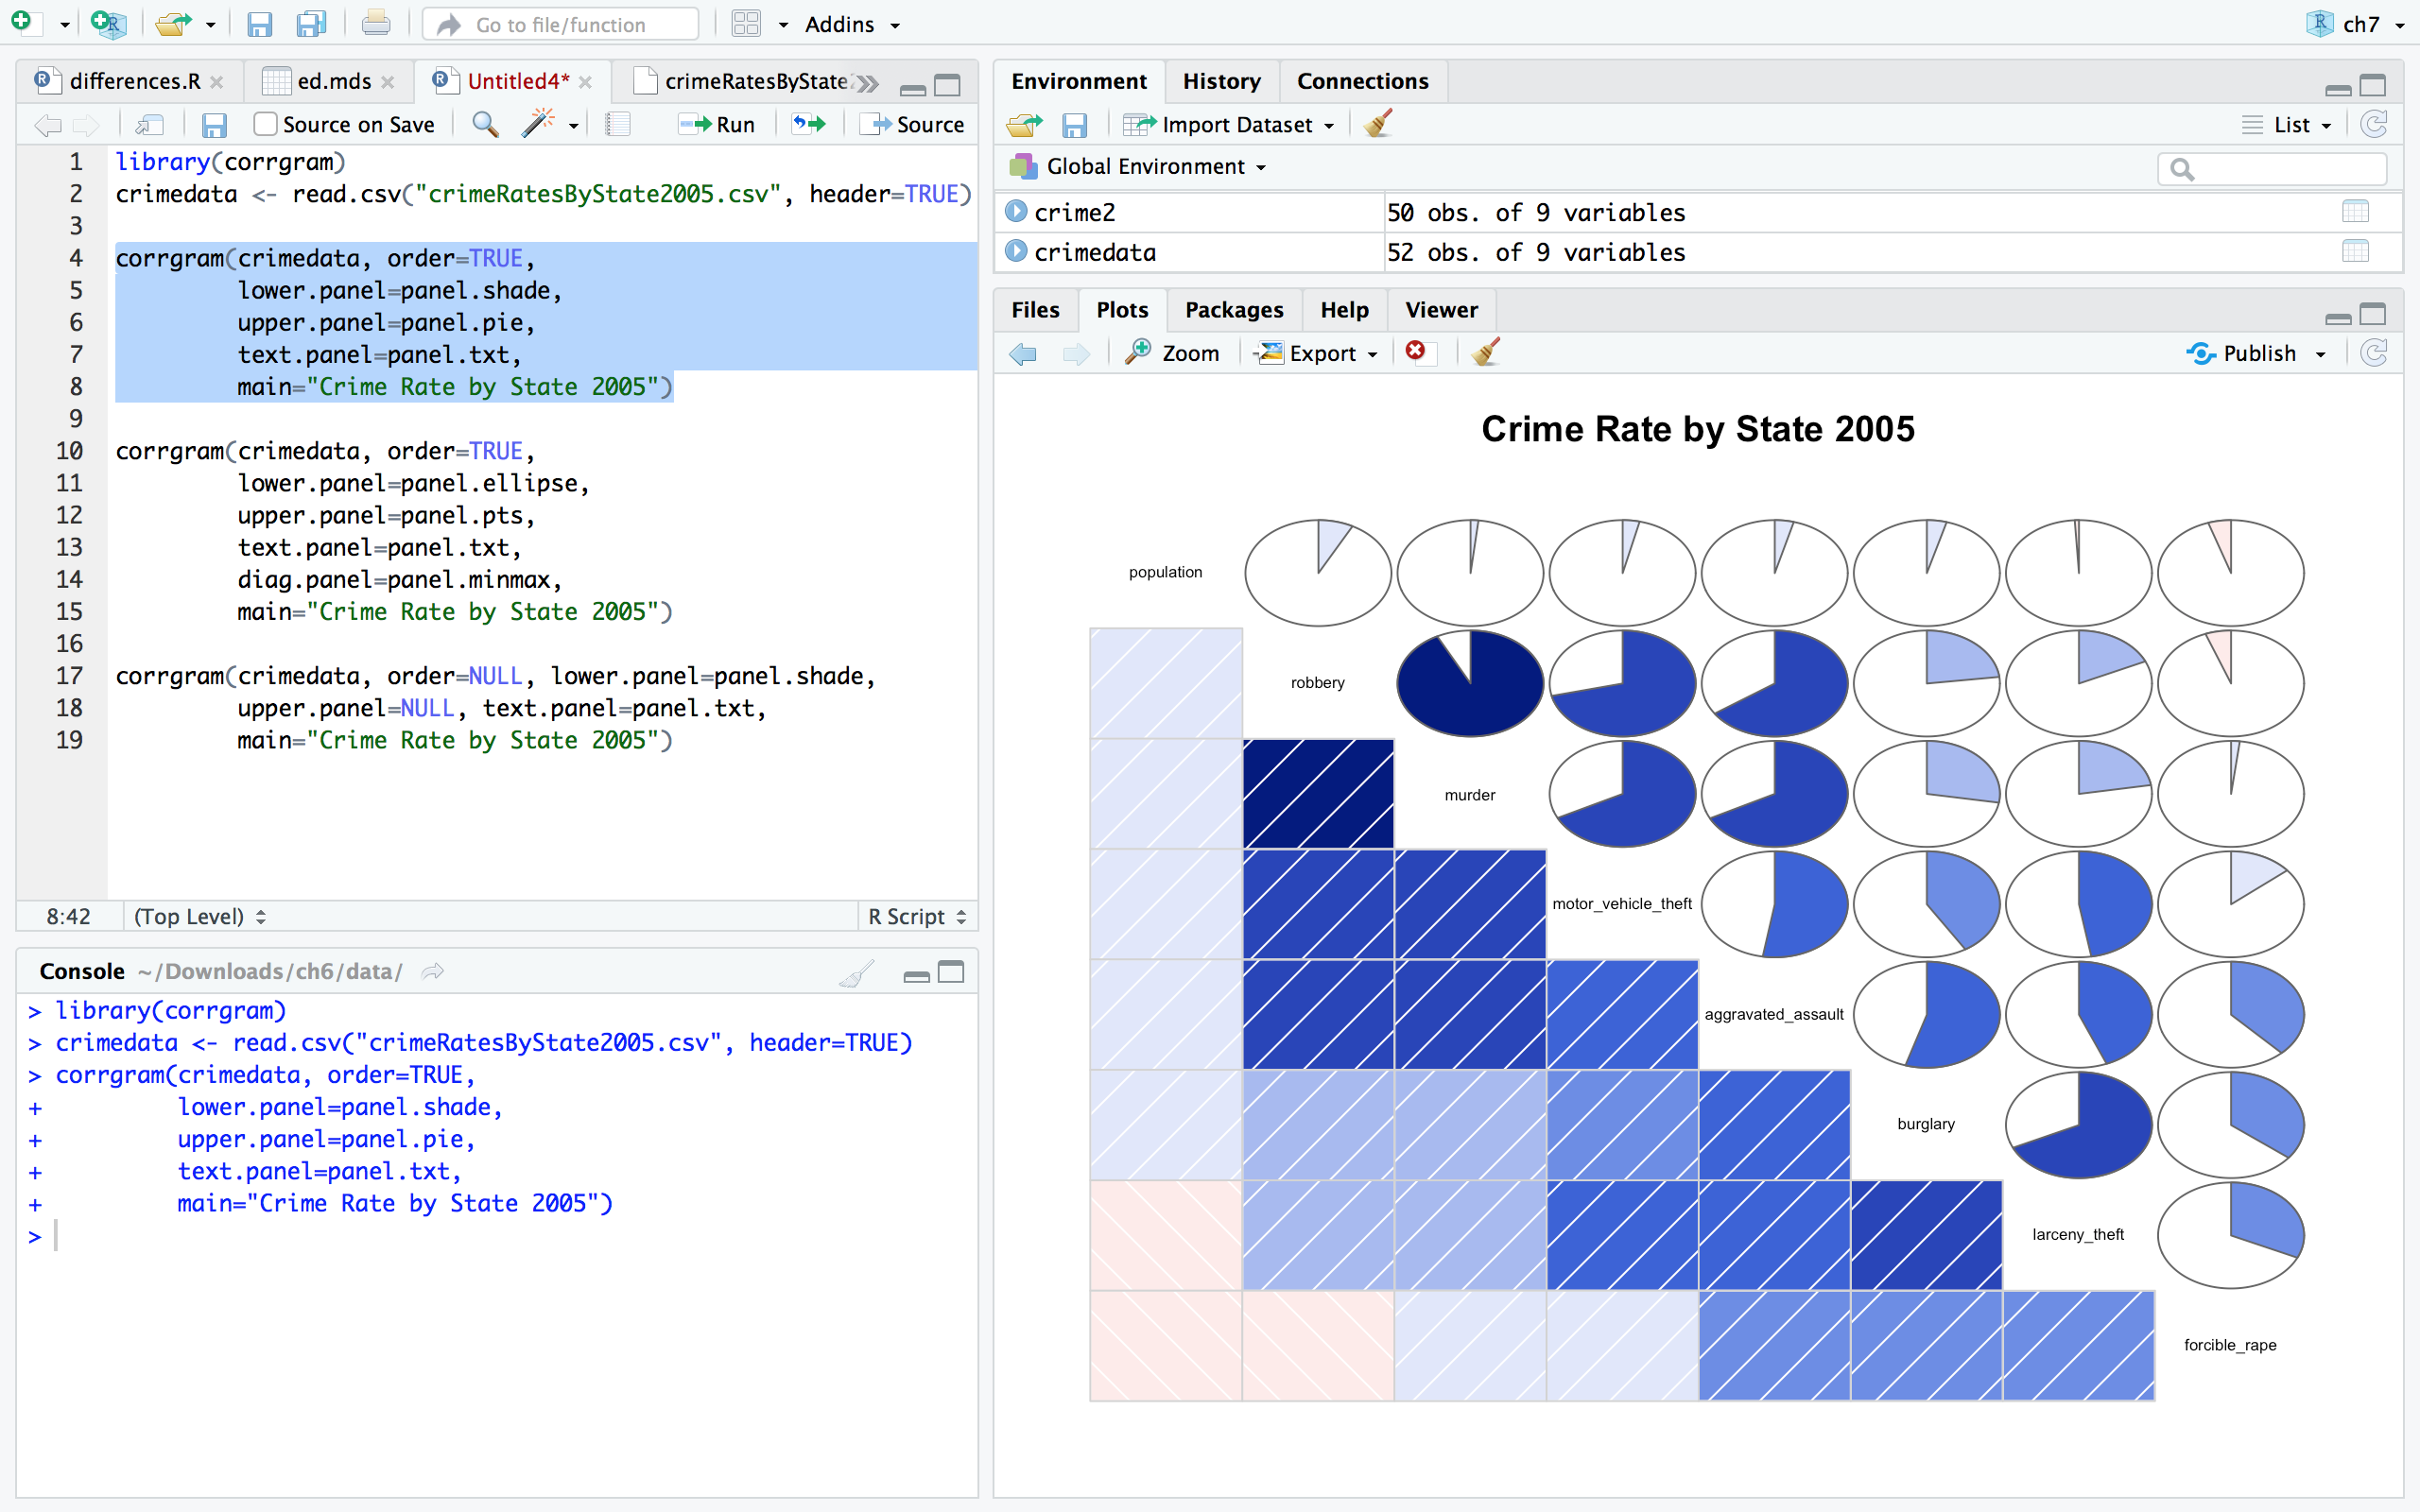 Go to file/function
Addins
ch7
differences.R
ed.mds
Untitled4*
crimeRatesByState
Source on Save
Run
Source
1 library(corrgram)
2 crimedata <- read.csv("crimeRatesByState2005.csv", header=TRUE)
3
4 corrgram(crimedata, order=TRUE,
5 lower.panel=panel.shade,
6 upper.panel=panel.pie,
7 text.panel=panel.txt,
8 main="Crime Rate by State 2005")
9
10 corrgram(crimedata, order=TRUE,
11 lower.panel=panel.ellipse,
12 upper.panel=panel.pts,
13 text.panel=panel.txt,
14 diag.panel=panel.minmax,
15 main="Crime Rate by State 2005")
16
17 corrgram(crimedata, order=NULL, lower.panel=panel.shade,
18 upper.panel=NULL, text.panel=panel.txt,
19 main="Crime Rate by State 2005")
8:42 (Top Level) R Script
Console ~/Downloads/ch6/data/
> library(corrgram)
> crimedata <- read.csv("crimeRatesByState2005.csv", header=TRUE)
> corrgram(crimedata, order=TRUE,
+ lower.panel=panel.shade,
+ upper.panel=panel.pie,
+ text.panel=panel.txt,
+ main="Crime Rate by State 2005")
>
Environment History Connections
Import Dataset
List
Global Environment
crime2 50 obs. of 9 variables
crimedata 52 obs. of 9 variables
Files Plots Packages Help Viewer
Zoom Export Publish
Crime Rate by State 2005
population
robbery
murder
motor_vehicle_theft
aggravated_assault
burglary
larceny_theft
forcible_rape